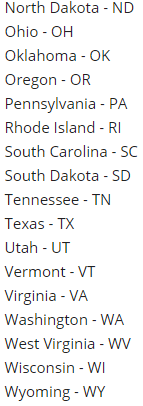 North Dakota - ND
Ohio - OH
Oklahoma - OK
Oregon - OR
Pennsylvania - PA
Rhode Island - RI
South Carolina - SC
South Dakota - SD
Tennessee - TN
Texas - TX
Utah - UT
Vermont - VT
Virginia - VA
Washington - WA
West Virginia - WV
Wisconsin - WI
Wyoming - WY